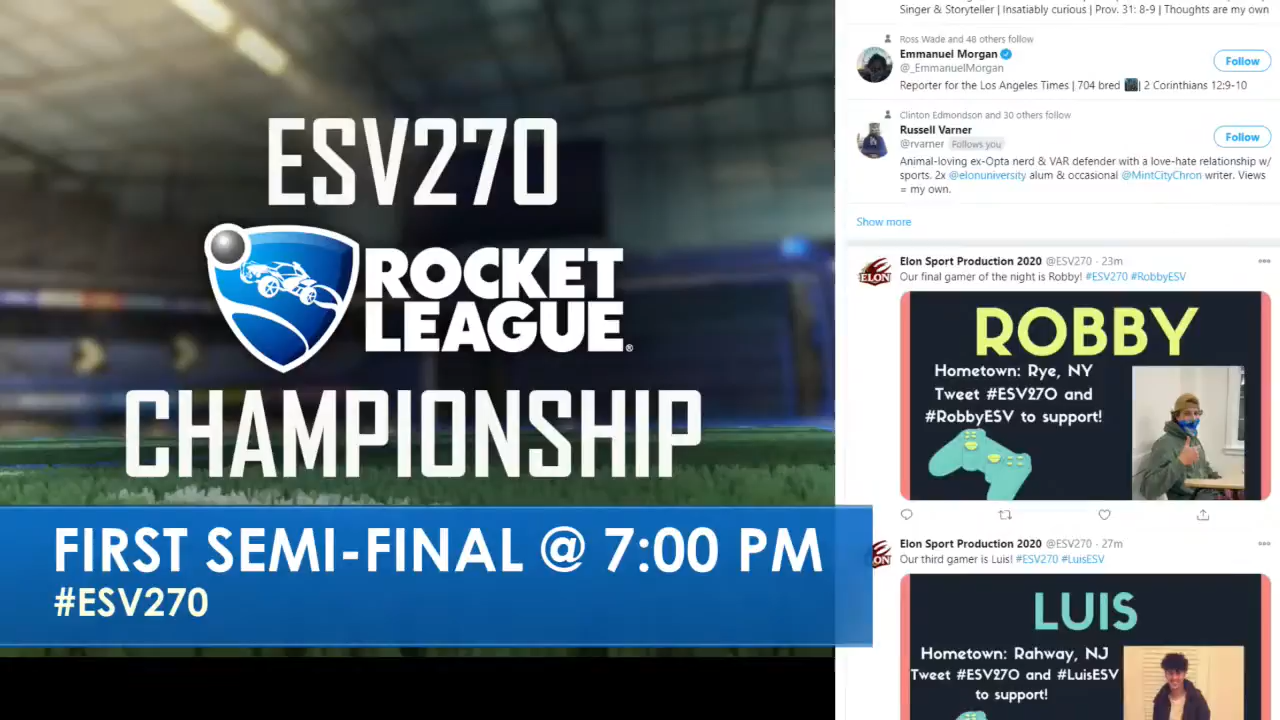 ESV270
ROCKET
LEAGUE®
CHAMPIONSHIP
FIRST SEMI-FINAL @ 7:00 PM
#ESV270
Singer & Storyteller | Insatiably curious | Prov. 31: 8-9 | Thoughts are my own
Ross Wade and 48 others follow
Emmanuel Morgan
@_EmmanuelMorgan
Follow
Reporter for the Los Angeles Times | 704 bred | 2 Corinthians 12:9-10
Clinton Edmondson and 30 others follow
Russell Varner
@rvarner Follows you
Follow
Animal-loving ex-Opta nerd & VAR defender with a love-hate relationship w/
sports. 2x @elonuniversity alum & occasional @MintCityChron writer. Views
= my own.
Show more
ELON
Elon Sport Production 2020 @ESV270 · 23m
Our final gamer of the night is Robby! #ESV270 #RobbyESV
ROBBY
Hometown: Rye, NY
Tweet #ESV270 and
#RobbyESV to support!
Elon Sport Production 2020 @ESV270 · 27m
Our third gamer is Luis! #ESV270 #LuisESV
LUIS
Hometown: Rahway, NJ
Tweet #ESV270 and #LuisESV
to support!